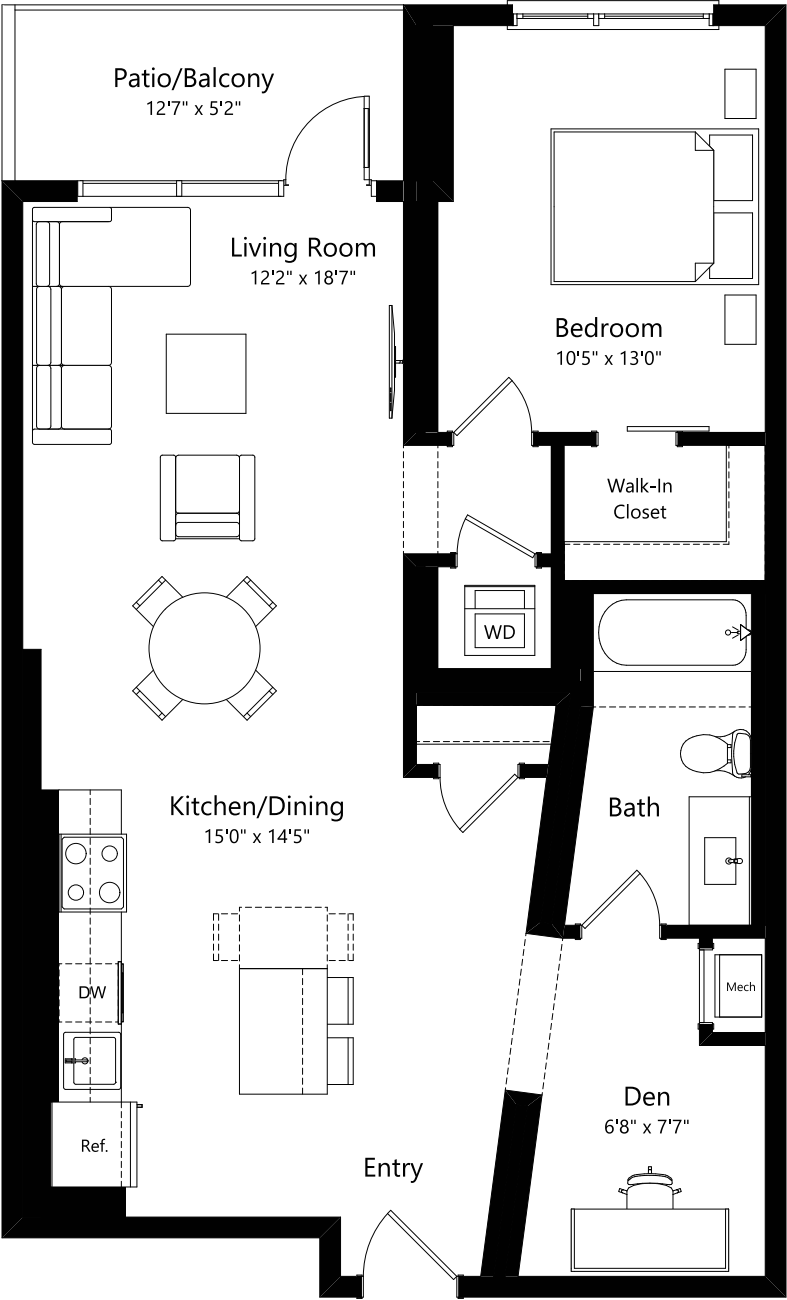 Patio/Balcony
12'7" x 5'2"
Living Room
12'2" x 18'7"
Bedroom
10'5" x 13'0"
Walk-In
Closet
WD
Kitchen/Dining
15'0" x 14'5"
Bath
DW
Mech
Den
6'8" x 7'7"
Ref.
Entry